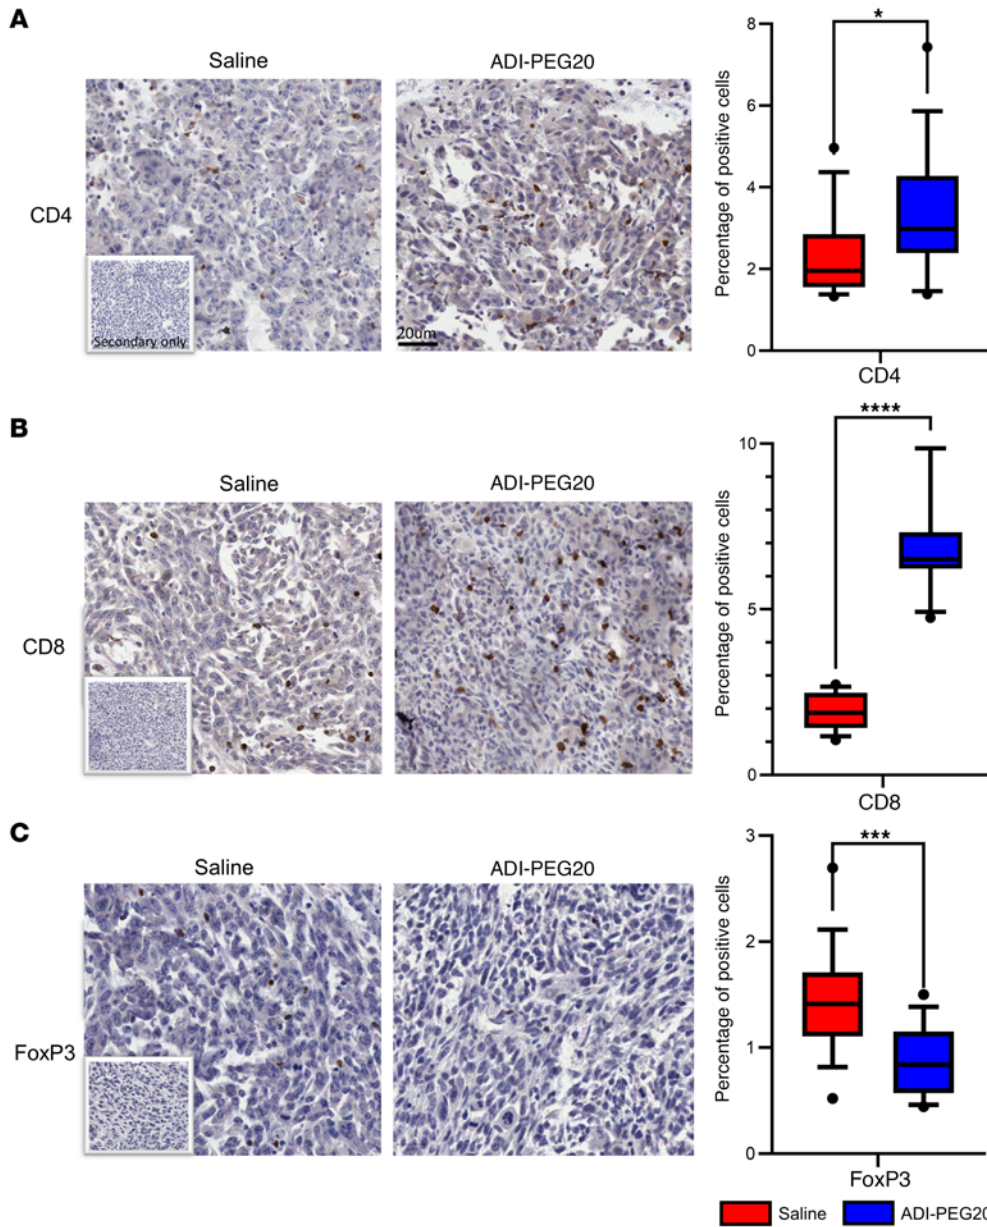 A
Saline
ADI-PEG20
CD4
Secondary only
20um
Percentage of positive cells
8
6
4
2
0
*
CD4
B
Saline
ADI-PEG20
CD8
Percentage of positive cells
10
5
0
****
CD8
C
Saline
ADI-PEG20
FoxP3
Percentage of positive cells
3
2
1
0
***
FoxP3
Saline
ADI-PEG20